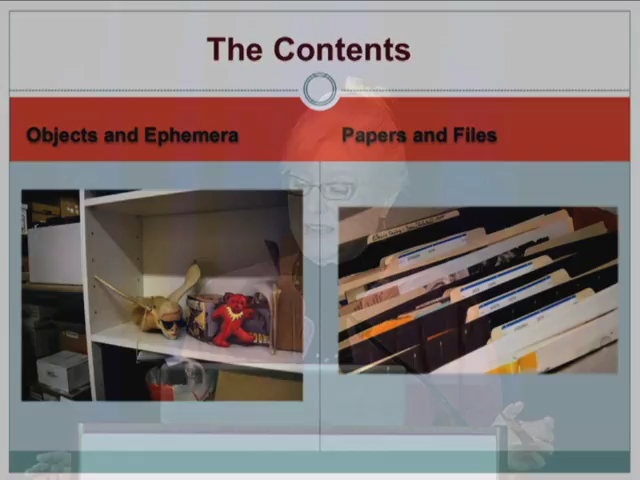 The Contents
Objects and Ephemera
Papers and Files